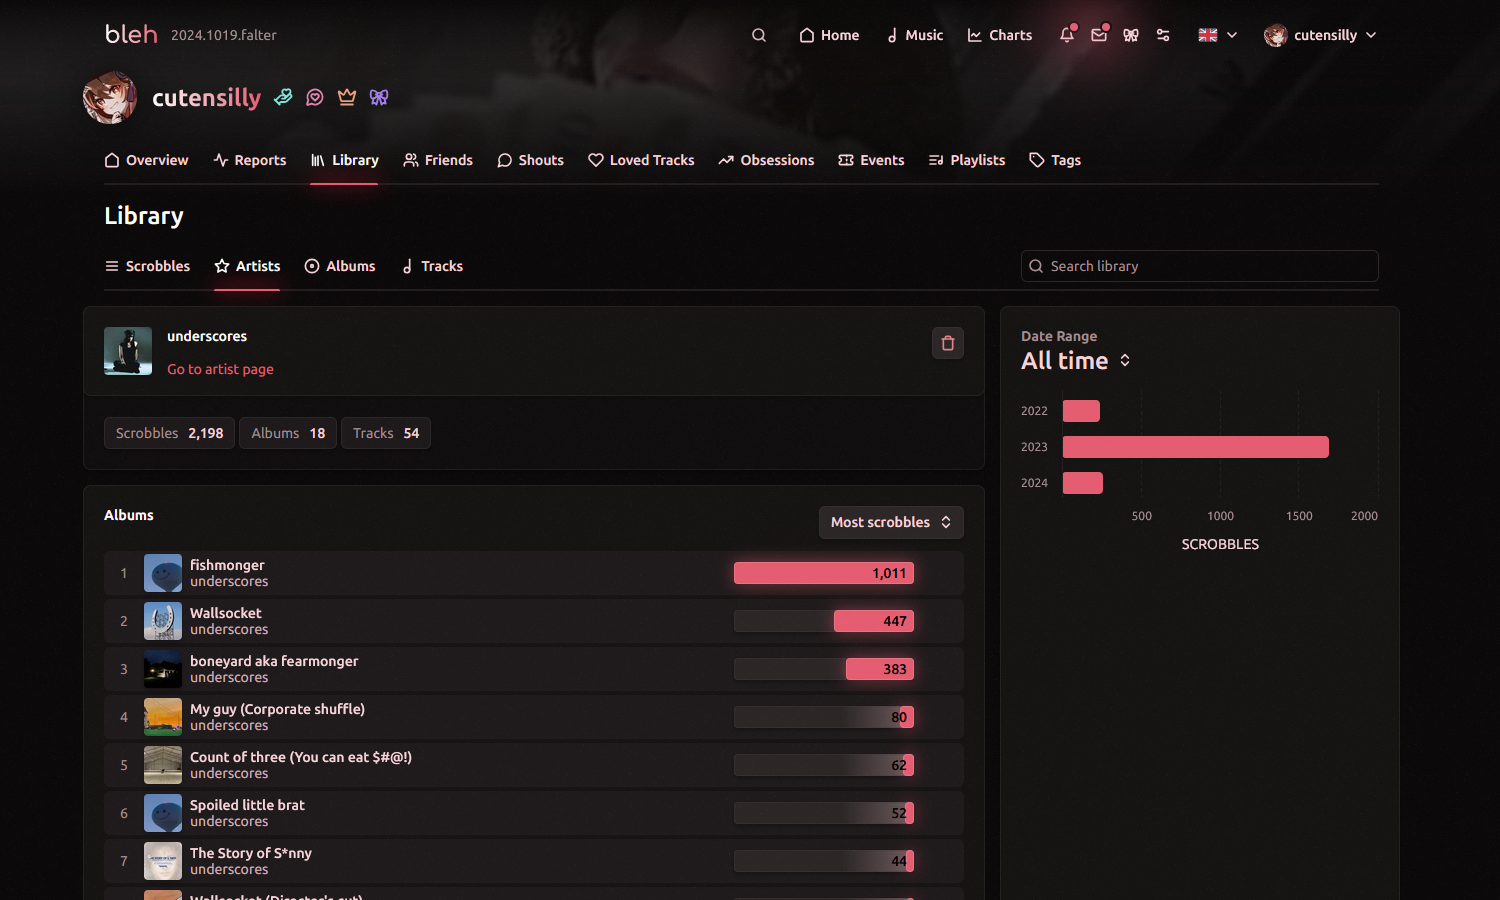 bleh 2024.1019.falter
Home Music Charts cutensilly
cutensilly
Overview Reports Library Friends Shouts Loved Tracks Obsessions Events Playlists Tags
Library
Scrobbles Artists Albums Tracks Search library
underscores
Go to artist page
Scrobbles 2,198 Albums 18 Tracks 54
Albums
Most scrobbles
1 fishmonger 1,011
underscores
2 Wallsocket 447
underscores
3 boneyard aka fearmonger 383
underscores
4 My guy (Corporate shuffle) 80
underscores
5 Count of three (You can eat $#@!) 62
underscores
6 Spoiled little brat 52
underscores
7 The Story of S*nny 44
underscores
Wallsocket (Director's cut)
Date Range
All time
2022
2023
2024
500 1000 1500 2000
SCROBBLES